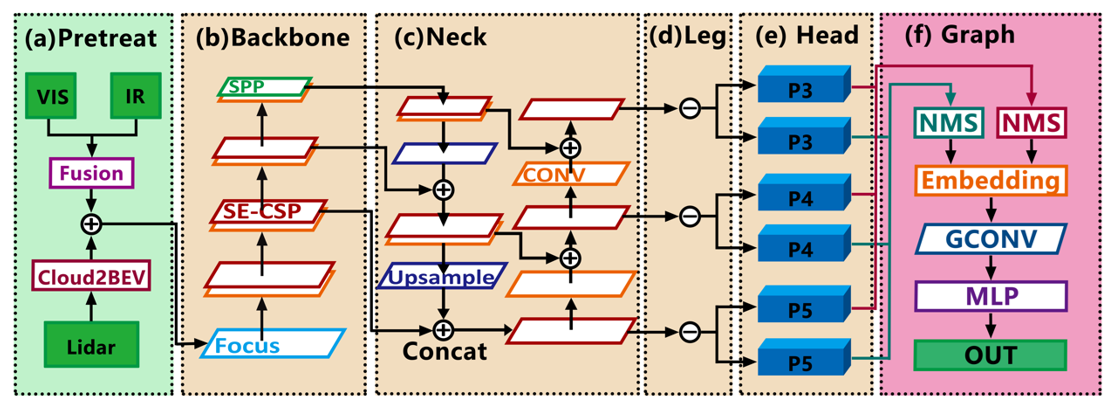 (a)Pretreat
VIS
IR
Fusion
Cloud2BEV
Lidar
(b)Backbone
SPP
SE-CSP
Focus
(c)Neck
CONV
Upsample
Concat
(d)Leg
(e) Head
P3
P3
P4
P4
P5
P5
(f) Graph
NMS
NMS
Embedding
GCONV
MLP
OUT